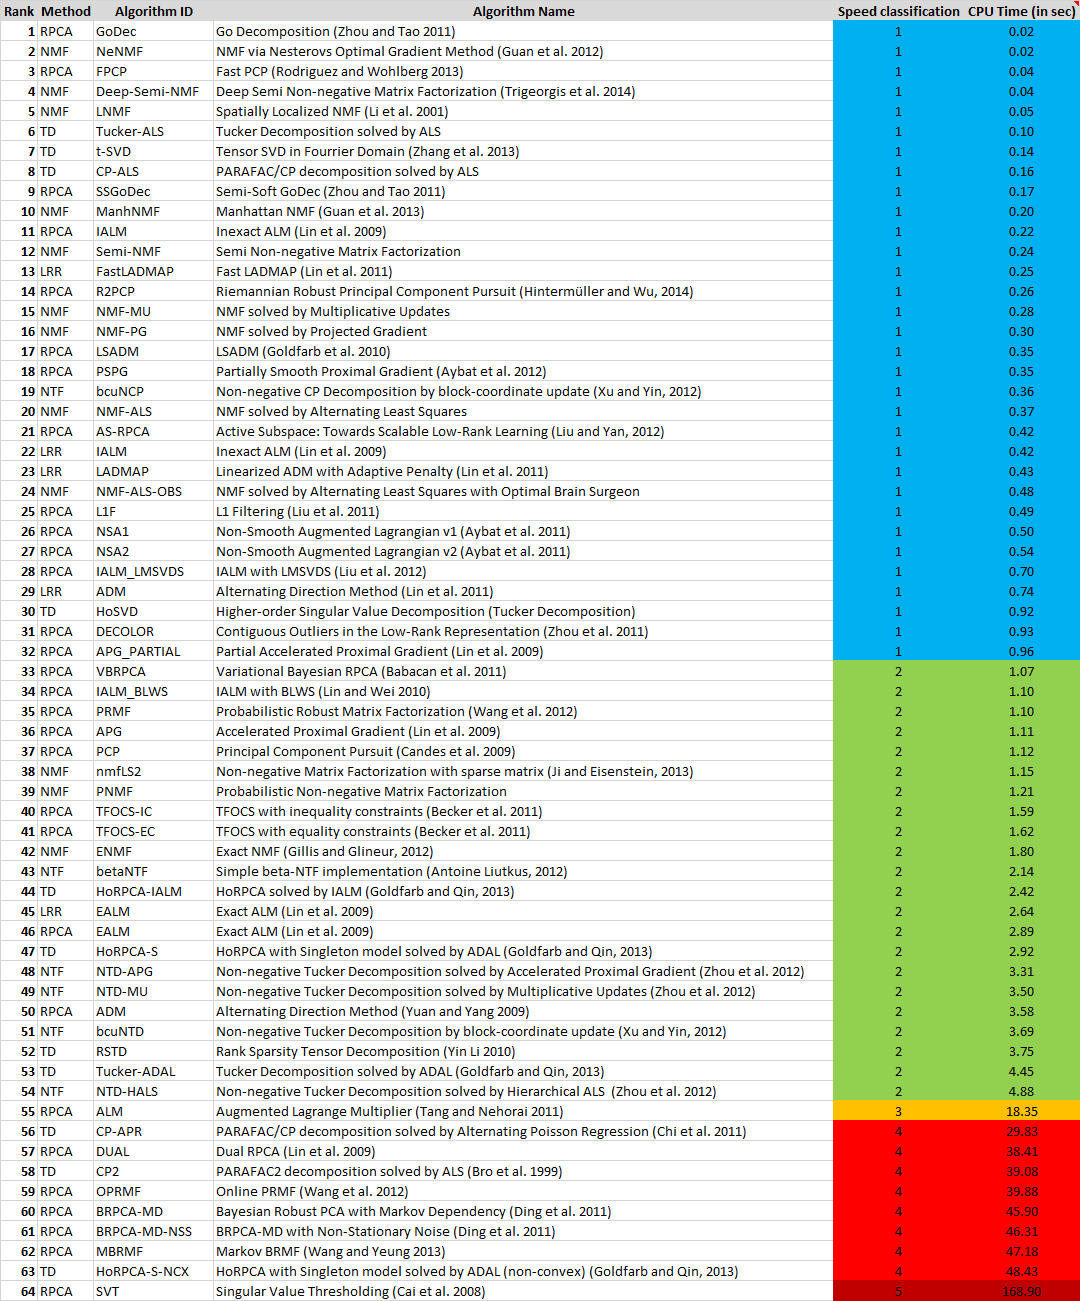 Rank Method Algorithm ID Algorithm Name Speed classification CPU Time (in sec)
1 RPCA GoDec Go Decomposition (Zhou and Tao 2011) 1 0.02
2 NMF NeNMF NMF via Nesterovs Optimal Gradient Method (Guan et al. 2012) 1 0.02
3 RPCA FPCP Fast PCP (Rodriguez and Wohlberg 2013) 1 0.04
4 NMF Deep-Semi-NMF Deep Semi Non-negative Matrix Factorization (Trigeorgis et al. 2014) 1 0.04
5 NMF LNMF Spatially Localized NMF (Li et al. 2001) 1 0.05
6 TD Tucker-ALS Tucker Decomposition solved by ALS 1 0.10
7 TD t-SVD Tensor SVD in Fourrier Domain (Zhang et al. 2013) 1 0.14
8 TD CP-ALS PARAFAC/CP decomposition solved by ALS 1 0.16
9 RPCA SSGoDec Semi-Soft GoDec (Zhou and Tao 2011) 1 0.17
10 NMF ManhNMF Manhattan NMF (Guan et al. 2013) 1 0.20
11 RPCA IALM Inexact ALM (Lin et al. 2009) 1 0.22
12 NMF Semi-NMF Semi Non-negative Matrix Factorization 1 0.24
13 LRR FastLADMAP Fast LADMAP (Lin et al. 2011) 1 0.25
14 RPCA R2PCP Riemannian Robust Principal Component Pursuit (Hintermüller and Wu, 2014) 1 0.26
15 NMF NMF-MU NMF solved by Multiplicative Updates 1 0.28
16 NMF NMF-PG NMF solved by Projected Gradient 1 0.30
17 RPCA LSADM LSADM (Goldfarb et al. 2010) 1 0.35
18 RPCA PSPG Partially Smooth Proximal Gradient (Aybat et al. 2012) 1 0.35
19 NTF bcuNCP Non-negative CP Decomposition by block-coordinate update (Xu and Yin, 2012) 1 0.36
20 NMF NMF-ALS NMF solved by Alternating Least Squares 1 0.37
21 RPCA AS-RPCA Active Subspace: Towards Scalable Low-Rank Learning (Liu and Yan, 2012) 1 0.42
22 LRR IALM Inexact ALM (Lin et al. 2009) 1 0.42
23 LRR LADMAP Linearized ADM with Adaptive Penalty (Lin et al. 2011) 1 0.43
24 NMF NMF-ALS-OBS NMF solved by Alternating Least Squares with Optimal Brain Surgeon 1 0.48
25 RPCA L1F L1 Filtering (Liu et al. 2011) 1 0.49
26 RPCA NSA1 Non-Smooth Augmented Lagrangian v1 (Aybat et al. 2011) 1 0.50
27 RPCA NSA2 Non-Smooth Augmented Lagrangian v2 (Aybat et al. 2011) 1 0.54
28 RPCA IALM_LMSVDS IALM with LMSVDS (Liu et al. 2012) 1 0.70
29 LRR ADM Alternating Direction Method (Lin et al. 2011) 1 0.74
30 TD HoSVD Higher-order Singular Value Decomposition (Tucker Decomposition) 1 0.92
31 RPCA DECOLOR Contiguous Outliers in the Low-Rank Representation (Zhou et al. 2011) 1 0.93
32 RPCA APG_PARTIAL Partial Accelerated Proximal Gradient (Lin et al. 2009) 1 0.96
33 RPCA VBRPCA Variational Bayesian RPCA (Babacan et al. 2011) 2 1.07
34 RPCA IALM_BLWS IALM with BLWS (Lin and Wei 2010) 2 1.10
35 RPCA PRMF Probabilistic Robust Matrix Factorization (Wang et al. 2012) 2 1.10
36 RPCA APG Accelerated Proximal Gradient (Lin et al. 2009) 2 1.11
37 RPCA PCP Principal Component Pursuit (Candes et al. 2009) 2 1.12
38 NMF nmfLS2 Non-negative Matrix Factorization with sparse matrix (Ji and Eisenstein, 2013) 2 1.15
39 NMF PNMF Probabilistic Non-negative Matrix Factorization 2 1.21
40 RPCA TFOCS-IC TFOCS with inequality constraints (Becker et al. 2011) 2 1.59
41 RPCA TFOCS-EC TFOCS with equality constraints (Becker et al. 2011) 2 1.62
42 NMF ENMF Exact NMF (Gillis and Glineur, 2012) 2 1.80
43 NTF betaNTF Simple beta-NTF implementation (Antoine Liutkus, 2012) 2 2.14
44 TD HoRPCA-IALM HoRPCA solved by IALM (Goldfarb and Qin, 2013) 2 2.42
45 LRR EALM Exact ALM (Lin et al. 2009) 2 2.64
46 RPCA EALM Exact ALM (Lin et al. 2009) 2 2.89
47 TD HoRPCA-S HoRPCA with Singleton model solved by ADAL (Goldfarb and Qin, 2013) 2 2.92
48 NTF NTD-APG Non-negative Tucker Decomposition solved by Accelerated Proximal Gradient (Zhou et al. 2012) 2 3.31
49 NTF NTD-MU Non-negative Tucker Decomposition solved by Multiplicative Updates (Zhou et al. 2012) 2 3.50
50 RPCA ADM Alternating Direction Method (Yuan and Yang 2009) 2 3.58
51 NTF bcuNTD Non-negative Tucker Decomposition by block-coordinate update (Xu and Yin, 2012) 2 3.69
52 TD RSTD Rank Sparsity Tensor Decomposition (Yin Li 2010) 2 3.75
53 TD Tucker-ADAL Tucker Decomposition solved by ADAL (Goldfarb and Qin, 2013) 2 4.45
54 NTF NTD-HALS Non-negative Tucker Decomposition solved by Hierarchical ALS (Zhou et al. 2012) 2 4.88
55 RPCA ALM Augmented Lagrange Multiplier (Tang and Nehorai 2011) 3 18.35
56 TD CP-APR PARAFAC/CP decomposition solved by Alternating Poisson Regression (Chi et al. 2011) 4 29.83
57 RPCA DUAL Dual RPCA (Lin et al. 2009) 4 38.41
58 TD CP2 PARAFAC2 decomposition solved by ALS (Bro et al. 1999) 4 39.08
59 RPCA OPRMF Online PRMF (Wang et al. 2012) 4 39.88
60 RPCA BRPCA-MD Bayesian Robust PCA with Markov Dependency (Ding et al. 2011) 4 45.90
61 RPCA BRPCA-MD-NSS BRPCA-MD with Non-Stationary Noise (Ding et al. 2011) 4 46.31
62 RPCA MBRMF Markov BRMF (Wang and Yeung 2013) 4 47.18
63 TD HoRPCA-S-NCX HoRPCA with Singleton model solved by ADAL (non-convex) (Goldfarb and Qin, 2013) 4 48.43
64 RPCA SVT Singular Value Thresholding (Cai et al. 2008) 5 168.90